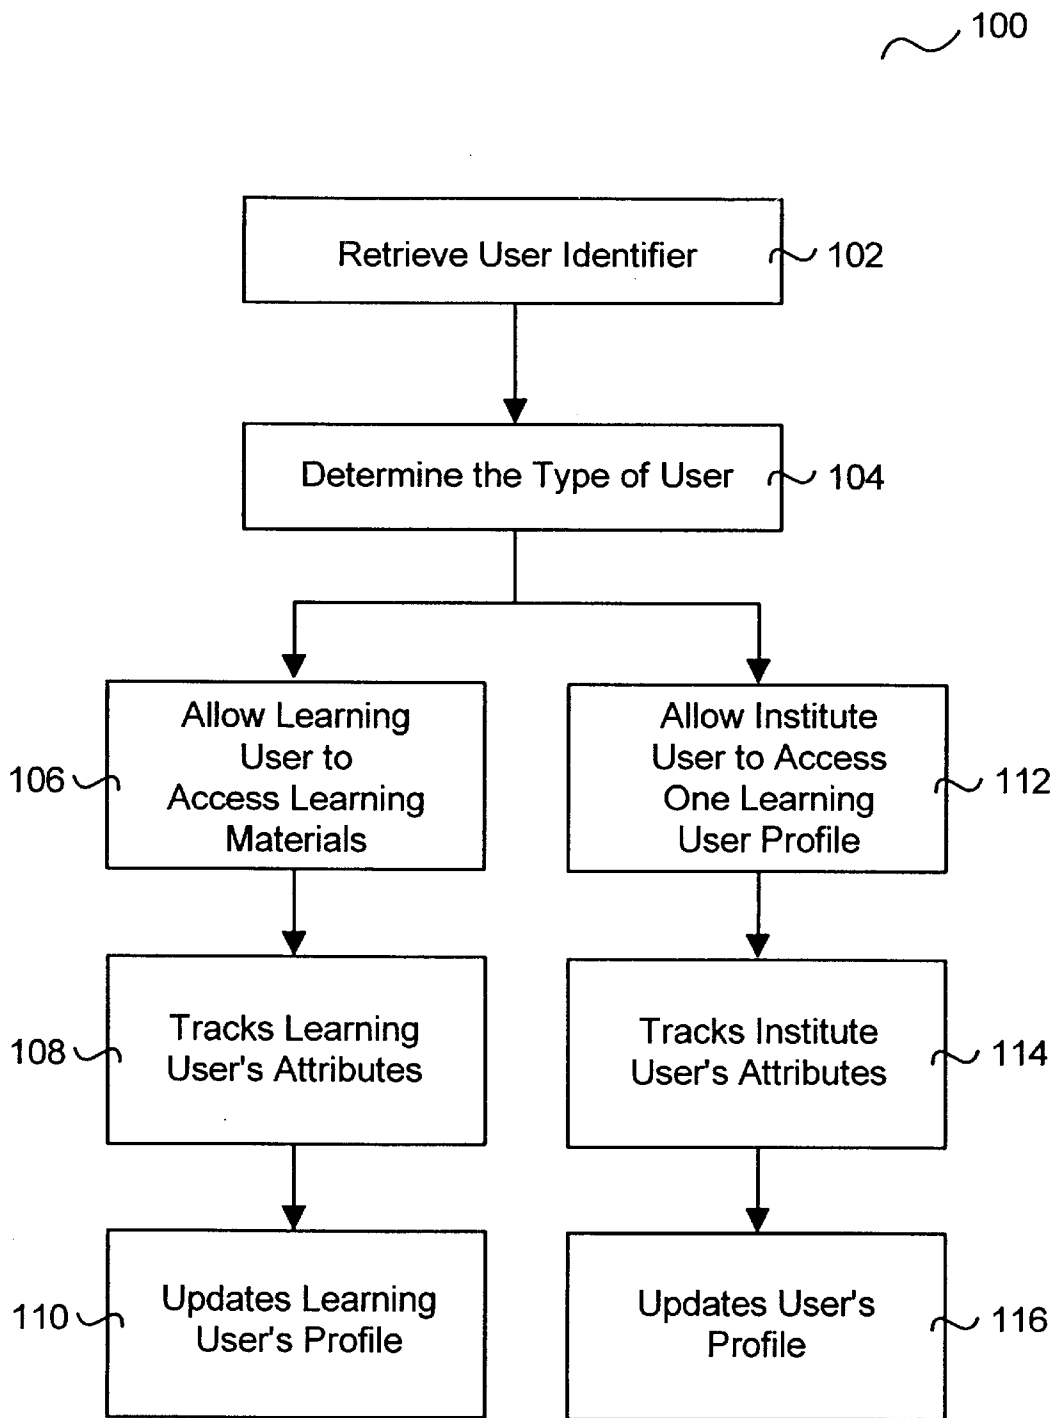 100
Retrieve User Identifier
102
Determine the Type of User
104
Allow Learning
User to
Access Learning
Materials
106
Allow Institute
User to Access
One Learning
User Profile
112
Tracks Learning
User's Attributes
108
Tracks Institute
User's Attributes
114
Updates Learning
User's Profile
110
Updates User's
Profile
116